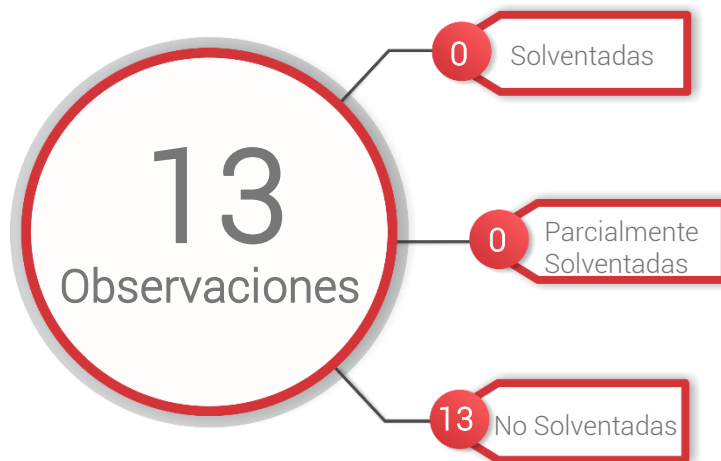 13
Observaciones
0
Solventadas
0
Parcialmente
Solventadas
13
No Solventadas